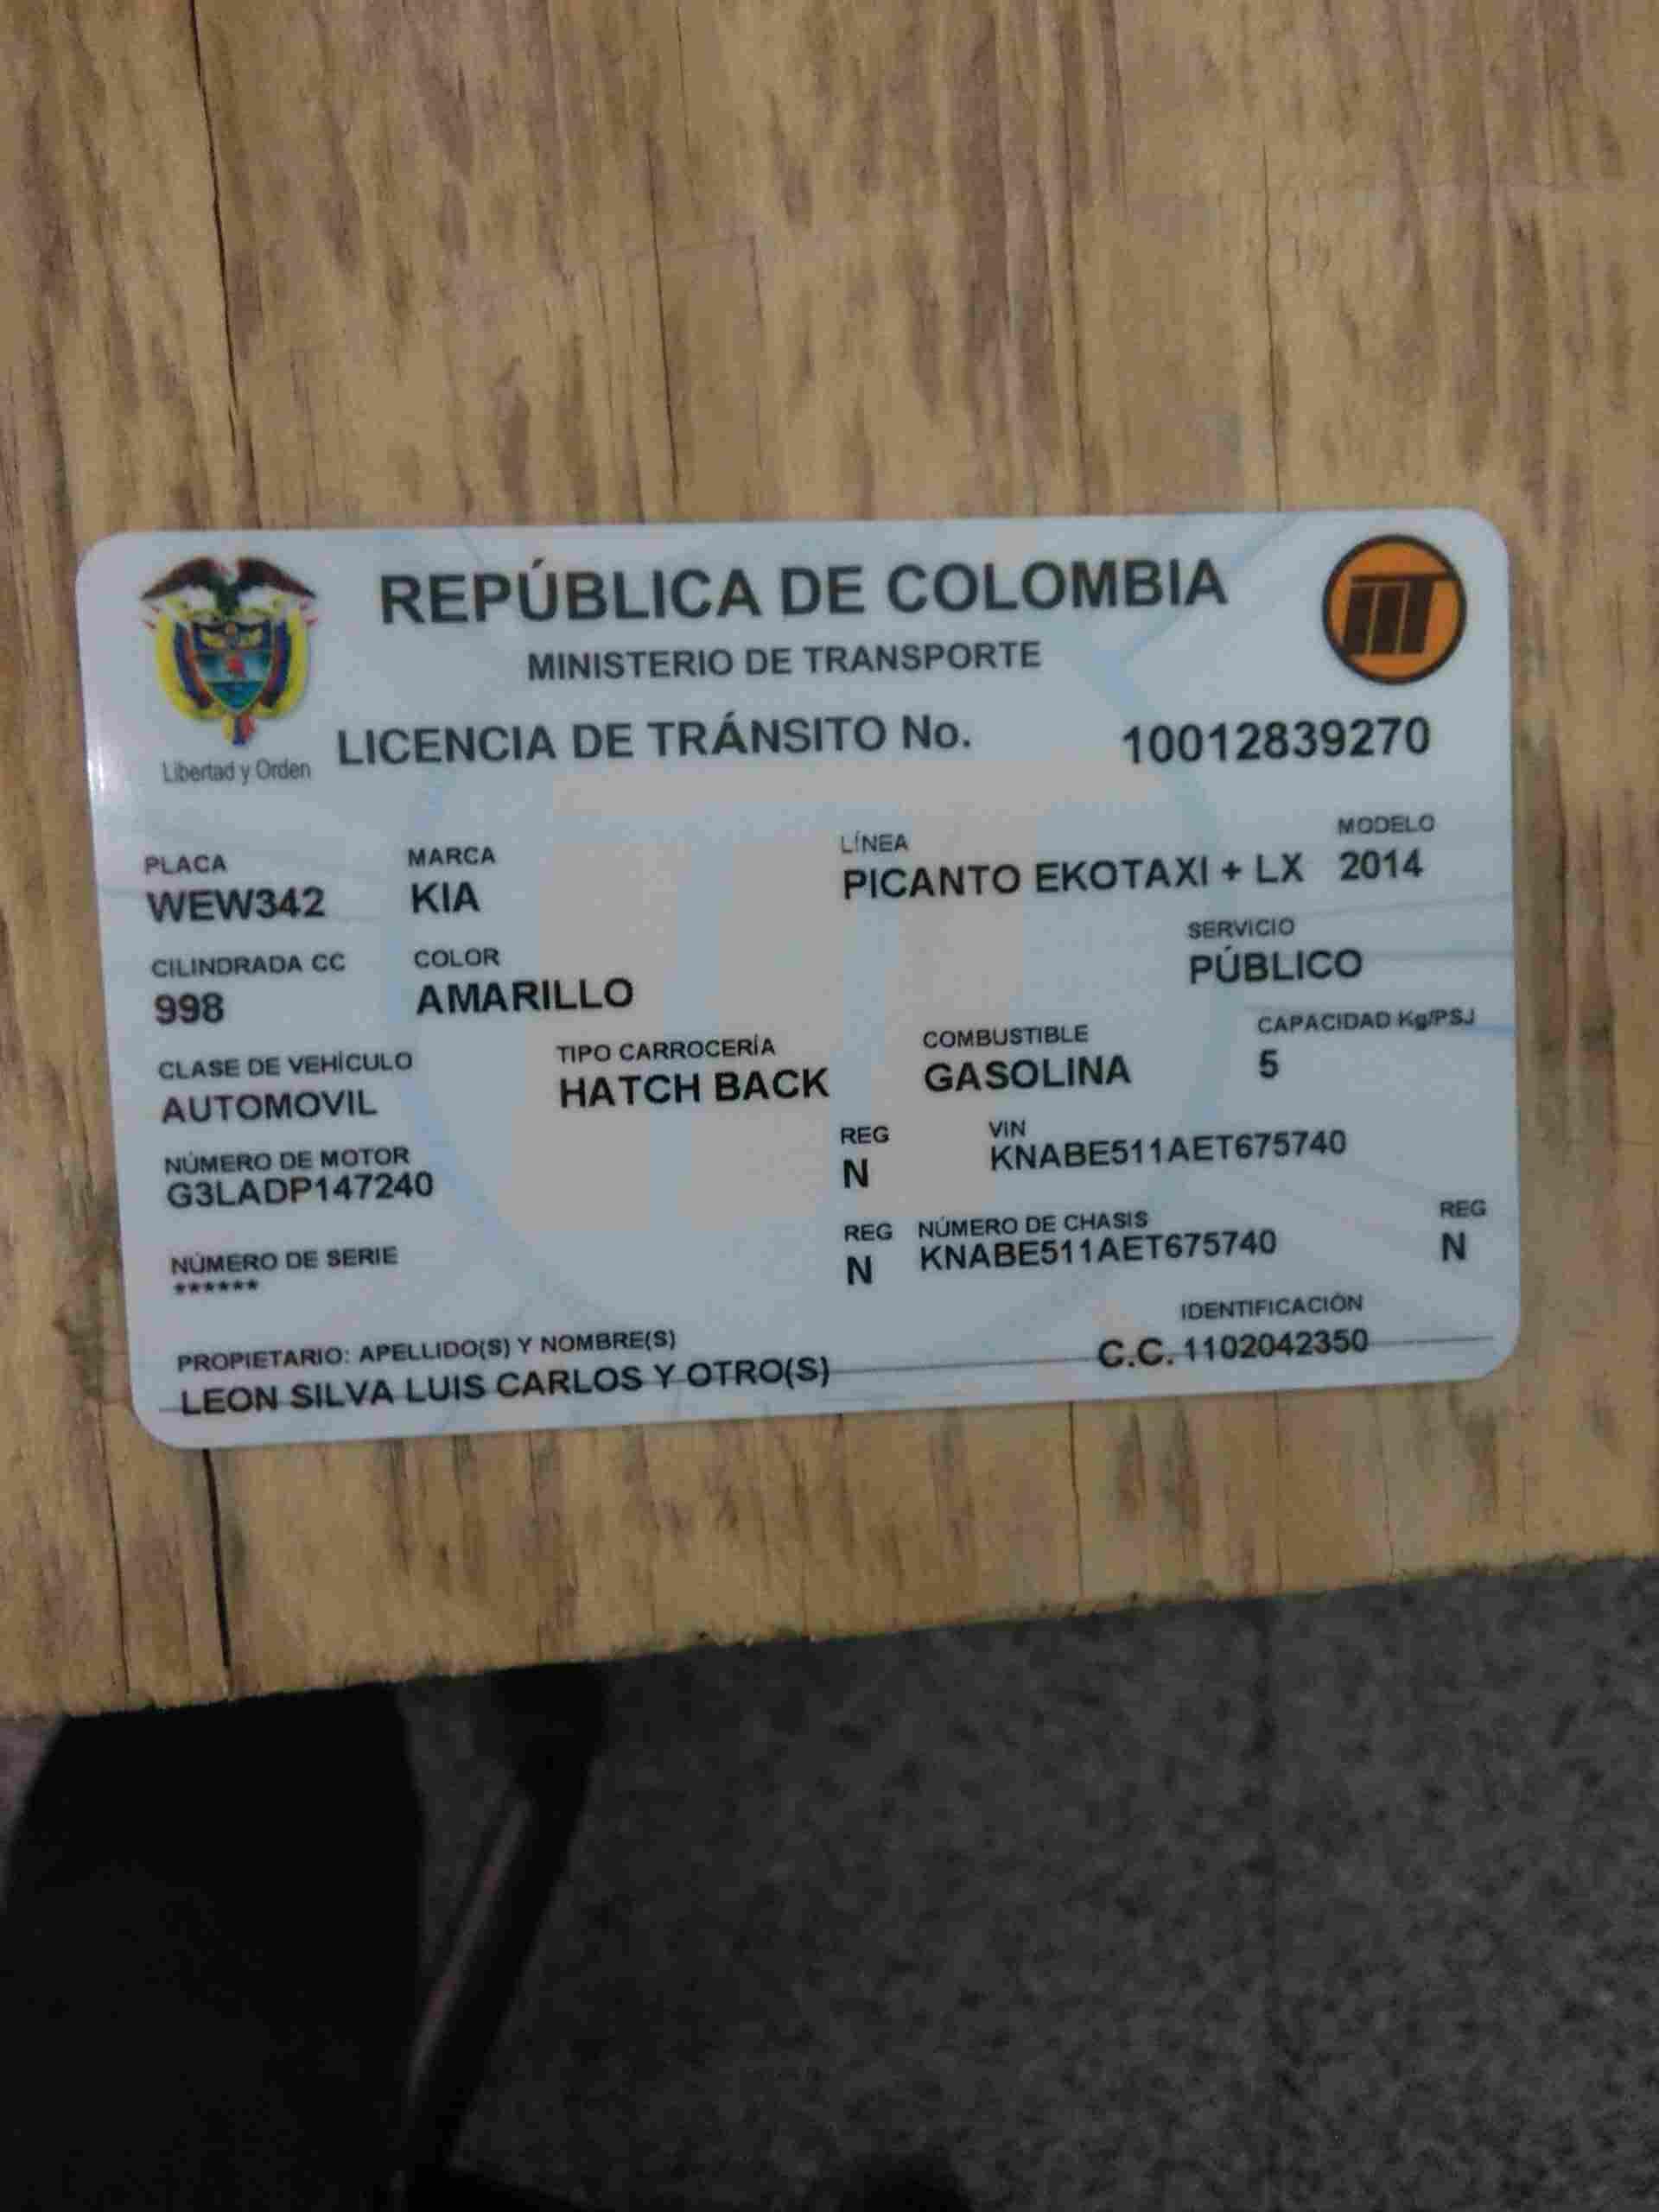 REPÚBLICA DE COLOMBIA
MINISTERIO DE TRANSPORTE
Libertad y Orden
LICENCIA DE TRÁNSITO No. 10012839270
PLACA MARCA LÍNEA MODELO
WEW342 KIA PICANTO EKOTAXI + LX 2014
CILINDRADA CC COLOR SERVICIO
998 AMARILLO PÚBLICO
CLASE DE VEHÍCULO TIPO CARROCERÍA COMBUSTIBLE CAPACIDAD Kg/PSJ
AUTOMOVIL HATCH BACK GASOLINA 5
NÚMERO DE MOTOR REG VIN
G3LADP147240 N KNABE511AET675740
NÚMERO DE SERIE REG NÚMERO DE CHASIS REG
****** N KNABE511AET675740 N
PROPIETARIO: APELLIDO(S) Y NOMBRE(S) IDENTIFICACIÓN
LEON SILVA LUIS CARLOS Y OTRO(S) C.C. 1102042350